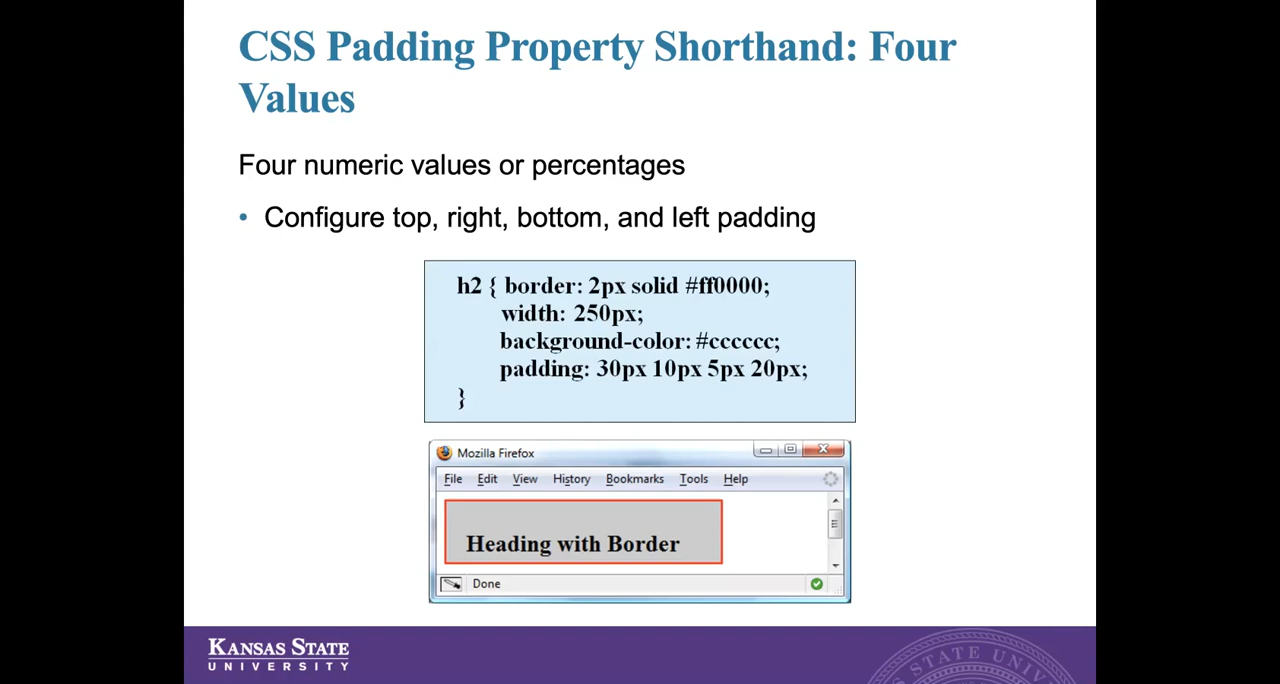 CSS Padding Property Shorthand: Four
Values
Four numeric values or percentages
• Configure top, right, bottom, and left padding
h2 { border: 2px solid #ff0000;
width: 250px;
background-color: #cccccc;
padding: 30px 10px 5px 20px;
}
Mozilla Firefox
File Edit View History Bookmarks Tools Help
Heading with Border
Done
KANSAS STATE
UNIVERSITY
STATE UNIV